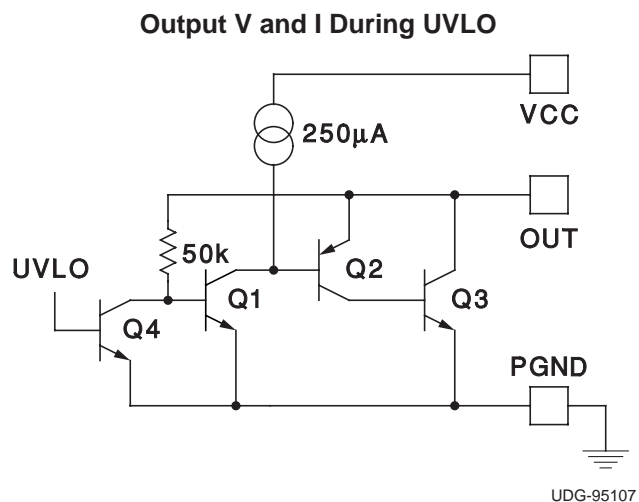 Output V and I During UVLO
VCC
250µA
OUT
50k
UVLO
Q4
Q1
Q2
Q3
PGND
UDG-95107